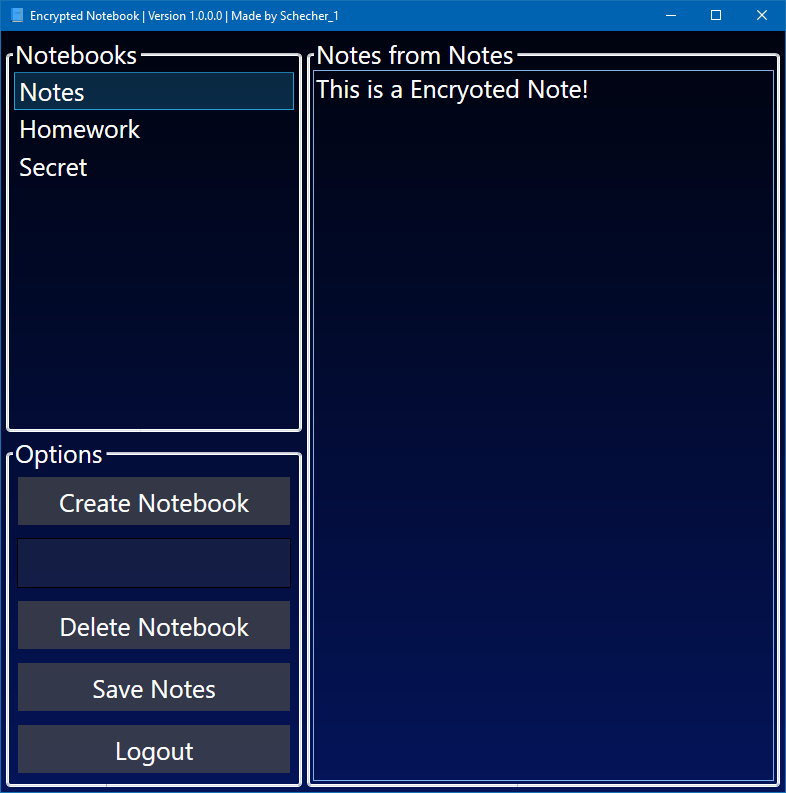 Encrypted Notebook | Version 1.0.0.0 | Made by Schecher_1
Notebooks
Notes
Homework
Secret
Options
Create Notebook
Delete Notebook
Save Notes
Logout
Notes from Notes
This is a Encryoted Note!